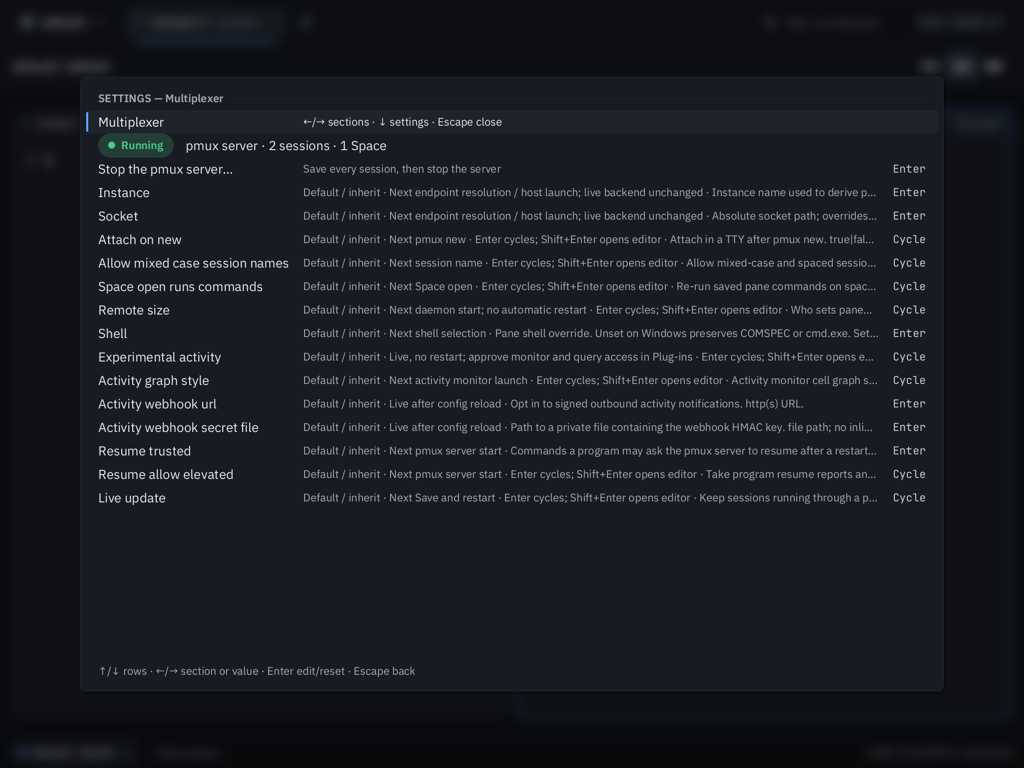 SETTINGS — Multiplexer
Multiplexer ←/→ sections · ↓ settings · Escape close
Running pmux server · 2 sessions · 1 Space
Stop the pmux server… Save every session, then stop the server Enter
Instance Default / inherit · Next endpoint resolution / host launch; live backend unchanged · Instance name used to derive p… Enter
Socket Default / inherit · Next endpoint resolution / host launch; live backend unchanged · Absolute socket path; overrides… Enter
Attach on new Default / inherit · Next pmux new · Enter cycles; Shift+Enter opens editor · Attach in a TTY after pmux new. true|fal… Cycle
Allow mixed case session names Default / inherit · Next session name · Enter cycles; Shift+Enter opens editor · Allow mixed-case and spaced sessio… Cycle
Space open runs commands Default / inherit · Next Space open · Enter cycles; Shift+Enter opens editor · Re-run saved pane commands on spac… Cycle
Remote size Default / inherit · Next daemon start; no automatic restart · Enter cycles; Shift+Enter opens editor · Who sets pane… Cycle
Shell Default / inherit · Next shell selection · Pane shell override. Unset on Windows preserves COMSPEC or cmd.exe. Set… Enter
Experimental activity Default / inherit · Live, no restart; approve monitor and query access in Plug-ins · Enter cycles; Shift+Enter opens e… Cycle
Activity graph style Default / inherit · Next activity monitor launch · Enter cycles; Shift+Enter opens editor · Activity monitor cell graph s… Cycle
Activity webhook url Default / inherit · Live after config reload · Opt in to signed outbound activity notifications. http(s) URL. Enter
Activity webhook secret file Default / inherit · Live after config reload · Path to a private file containing the webhook HMAC key. file path; no inli… Enter
Resume trusted Default / inherit · Next pmux server start · Commands a program may ask the pmux server to resume after a restart… Enter
Resume allow elevated Default / inherit · Next pmux server start · Enter cycles; Shift+Enter opens editor · Take program resume reports an… Cycle
Live update Default / inherit · Next Save and restart · Enter cycles; Shift+Enter opens editor · Keep sessions running through a p… Cycle
↑/↓ rows · ←/→ section or value · Enter edit/reset · Escape back